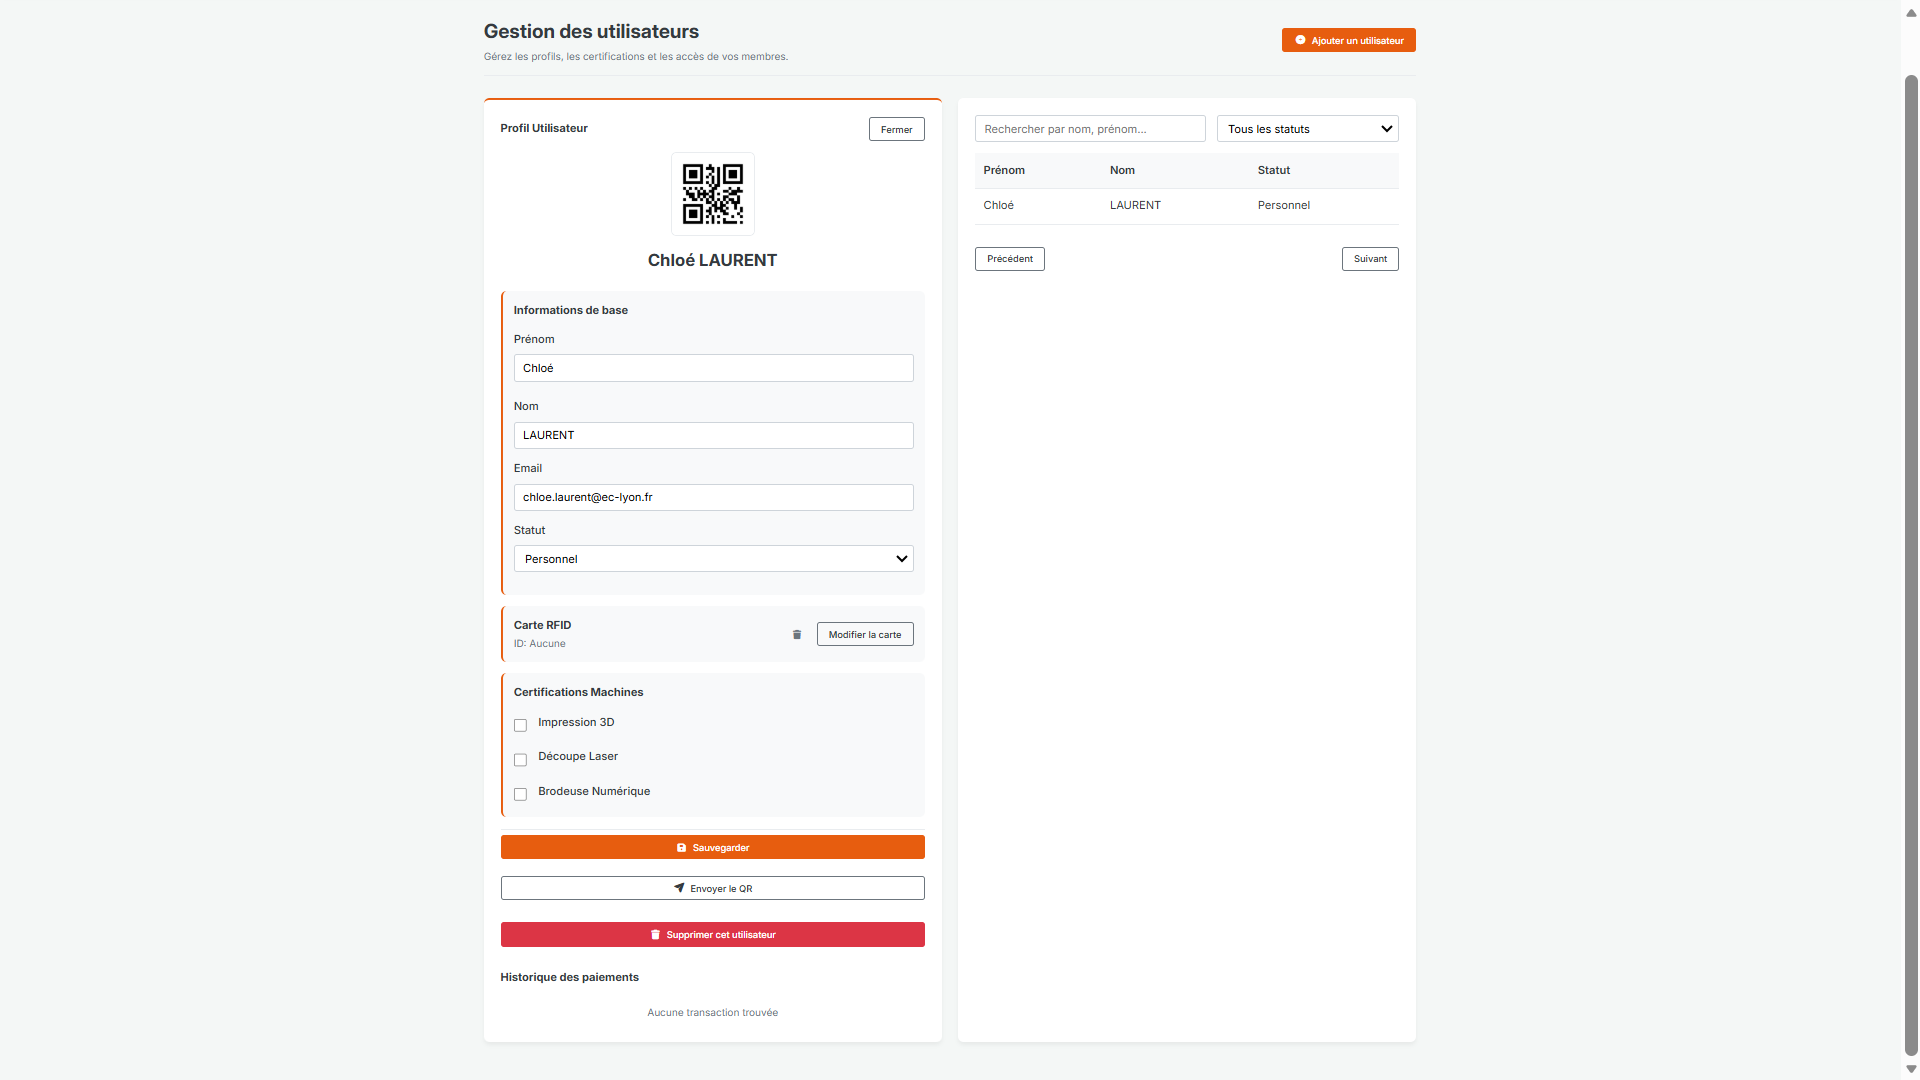 Gestion des utilisateurs
Gérez les profils, les certifications et les accès de vos membres.
Ajouter un utilisateur
Profil Utilisateur
Fermer
Chloé LAURENT
Informations de base
Prénom
Chloé
Nom
LAURENT
Email
chloe.laurent@ec-lyon.fr
Statut
Personnel
Carte RFID
ID: Aucune
Modifier la carte
Certifications Machines
Impression 3D
Découpe Laser
Brodeuse Numérique
Sauvegarder
Envoyer le QR
Supprimer cet utilisateur
Historique des paiements
Aucune transaction trouvée
Rechercher par nom, prénom...
Tous les statuts
Prénom Nom Statut
Chloé LAURENT Personnel
Précédent
Suivant